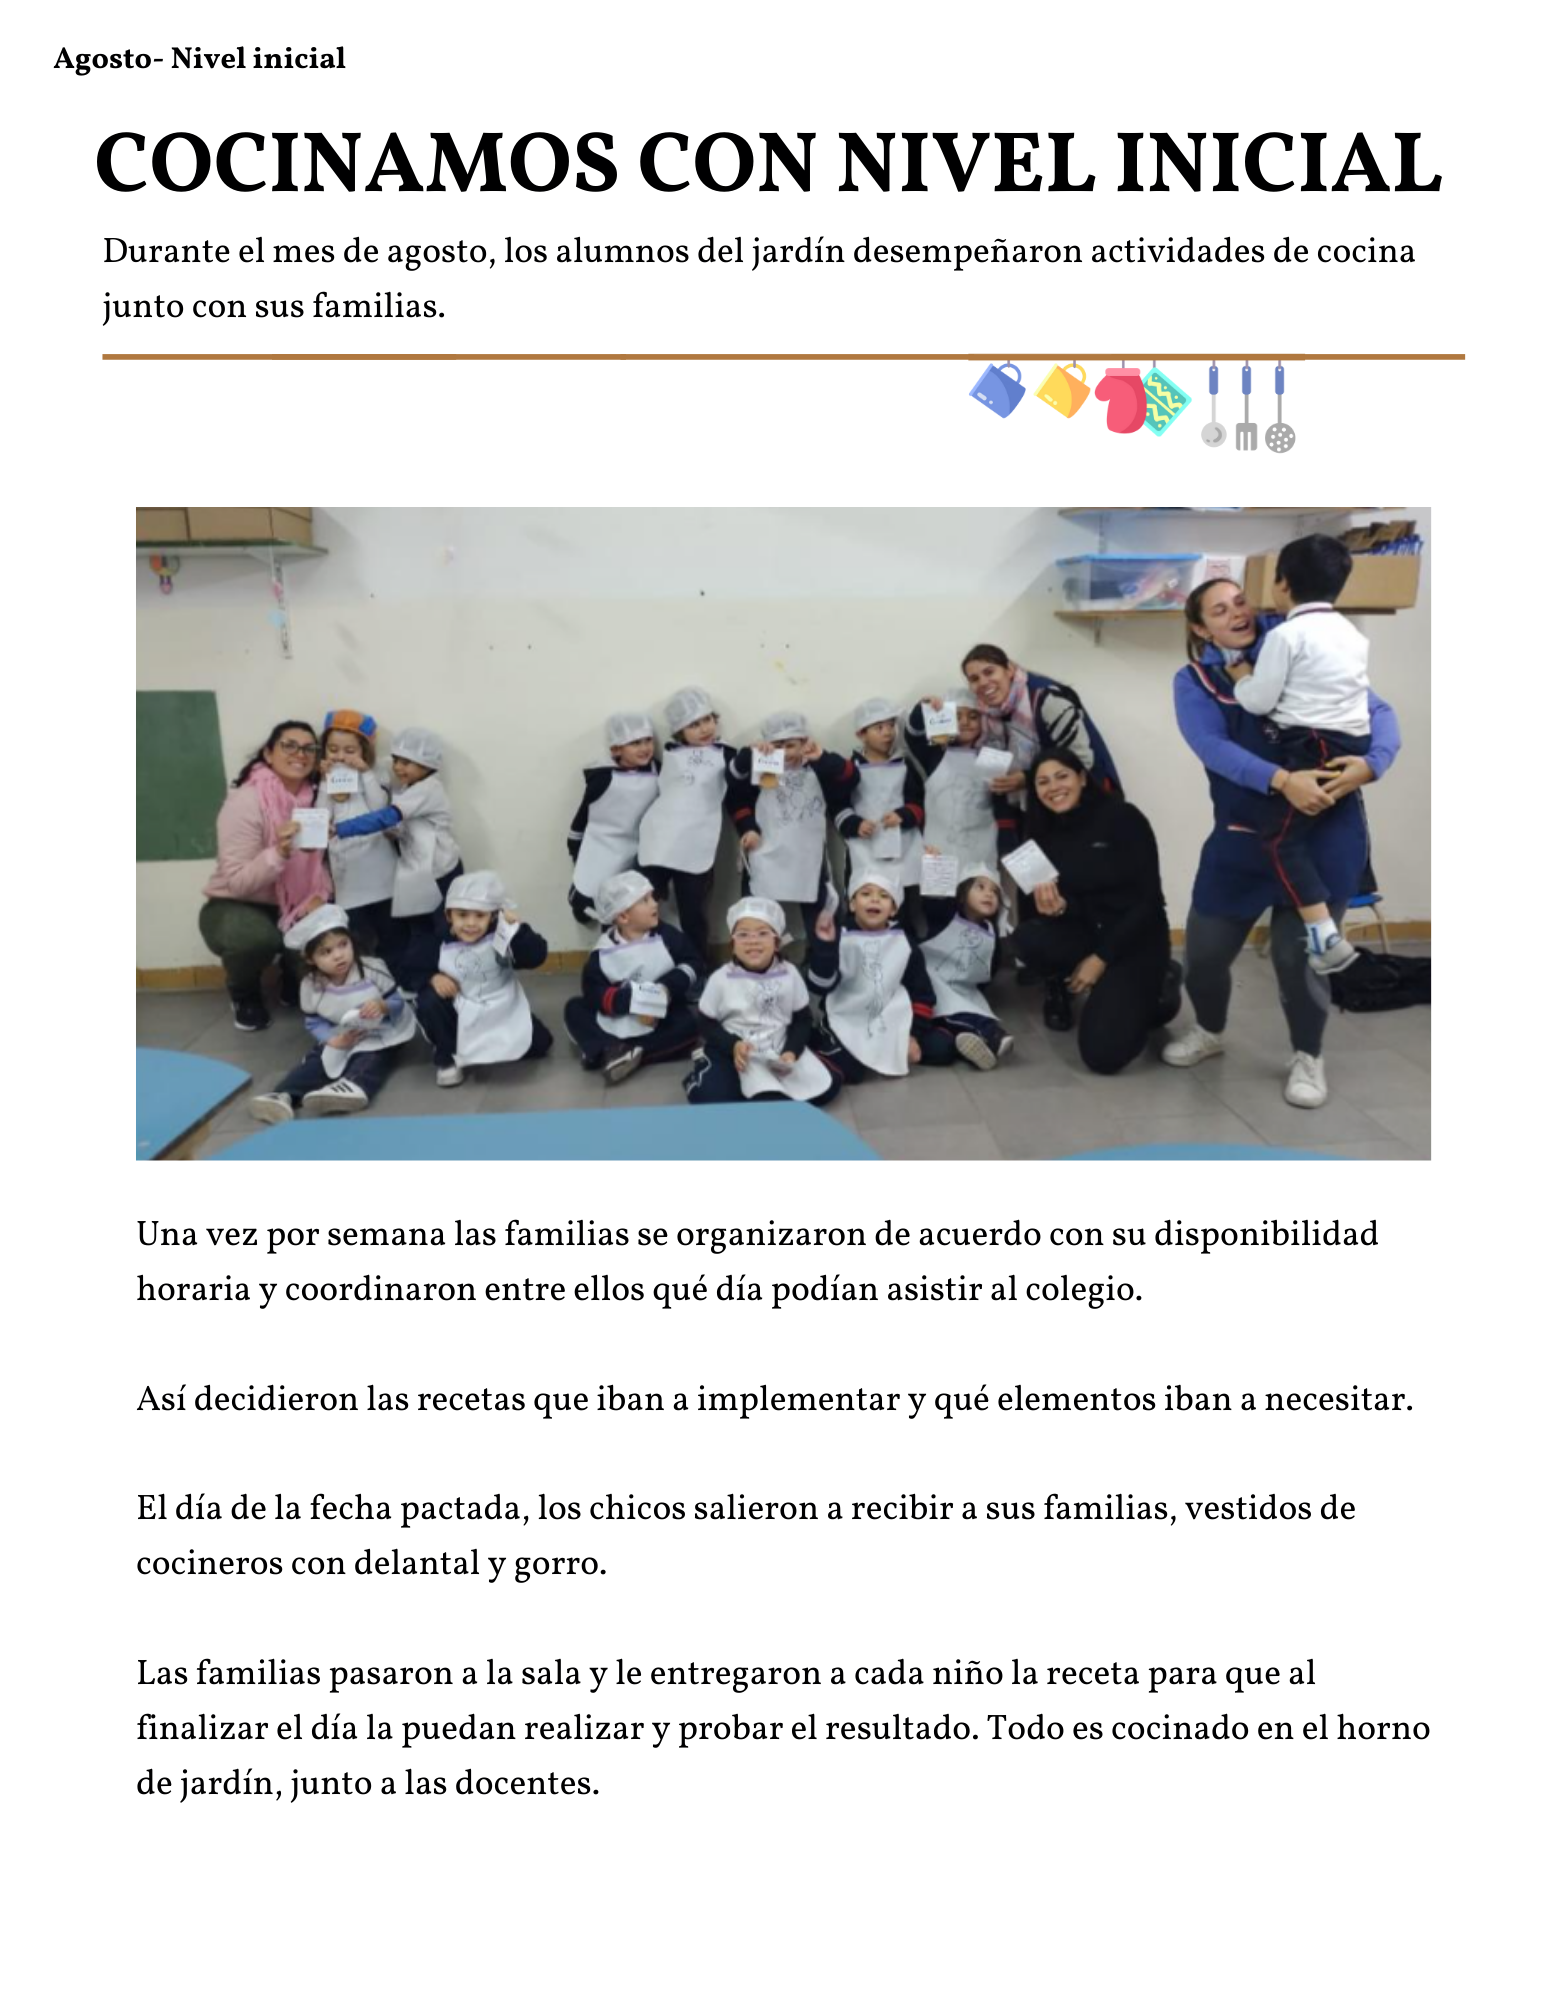 Agosto- Nivel inicial
COCINAMOS CON NIVEL INICIAL
Durante el mes de agosto, los alumnos del jardín desempeñaron actividades de cocina
junto con sus familias.
Una vez por semana las familias se organizaron de acuerdo con su disponibilidad
horaria y coordinaron entre ellos qué día podían asistir al colegio.
Así decidieron las recetas que iban a implementar y qué elementos iban a necesitar.
El día de la fecha pactada, los chicos salieron a recibir a sus familias, vestidos de
cocineros con delantal y gorro.
Las familias pasaron a la sala y le entregaron a cada niño la receta para que al
finalizar el día la puedan realizar y probar el resultado. Todo es cocinado en el horno
de jardín, junto a las docentes.